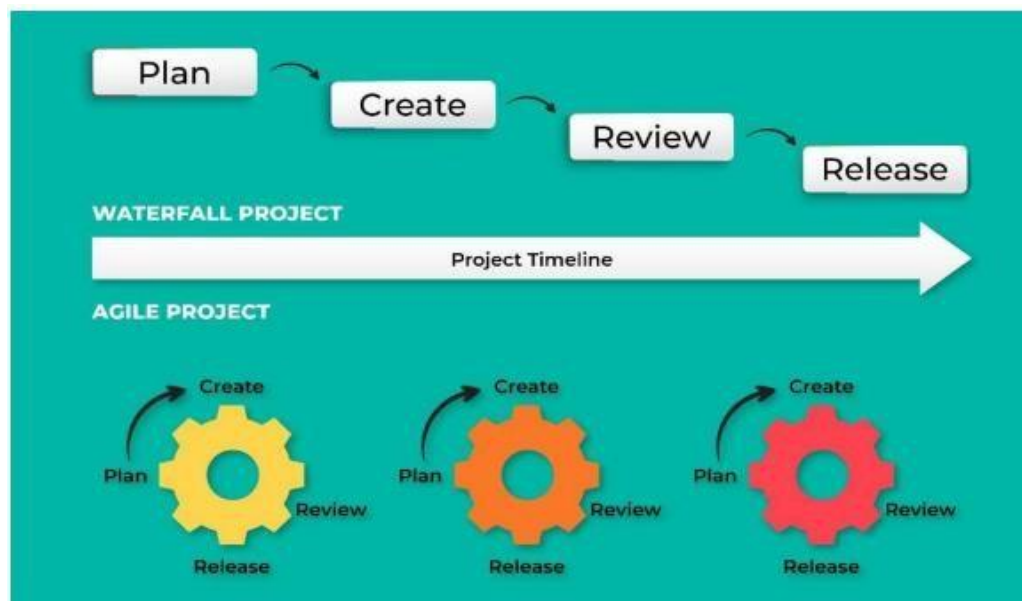 Plan
Create
Review
Release
WATERFALL PROJECT
Project Timeline
AGILE PROJECT
Create
Plan
Review
Release
Create
Plan
Review
Release
Create
Plan
Review
Release